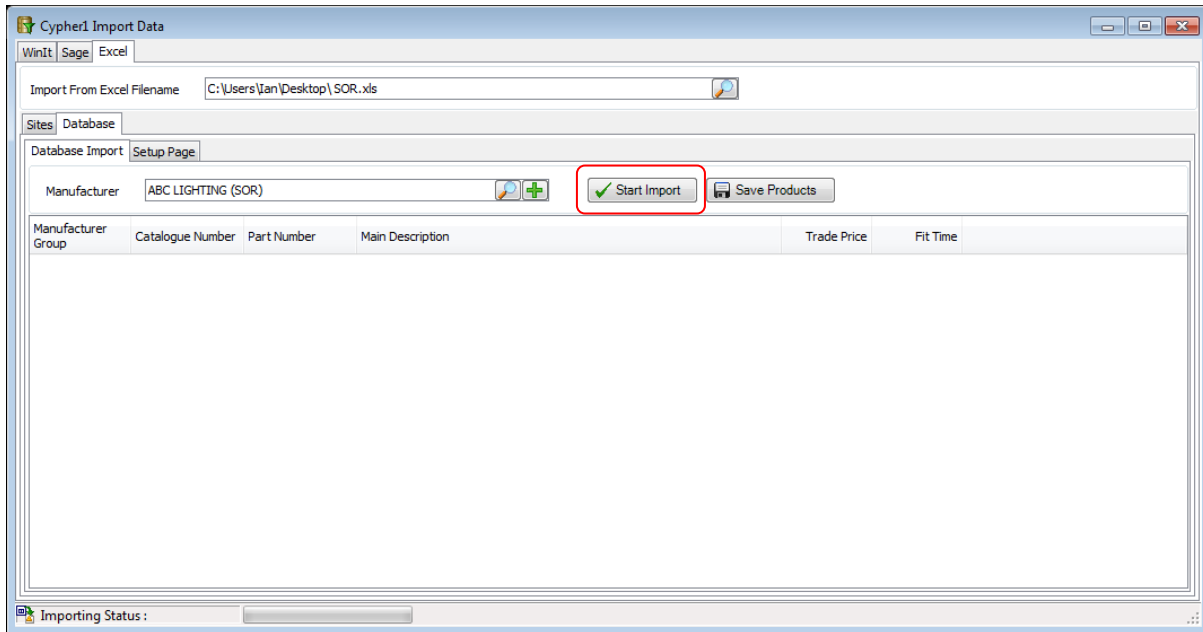 Cypher1 Import Data
WinIt Sage Excel
Import From Excel Filename C:\Users\Ian\Desktop\ SOR.xls
Sites Database
Database Import Setup Page
Manufacturer ABC LIGHTING (SOR) Start Import Save Products
Manufacturer
Group Catalogue Number Part Number Main Description Trade Price Fit Time
Importing Status :